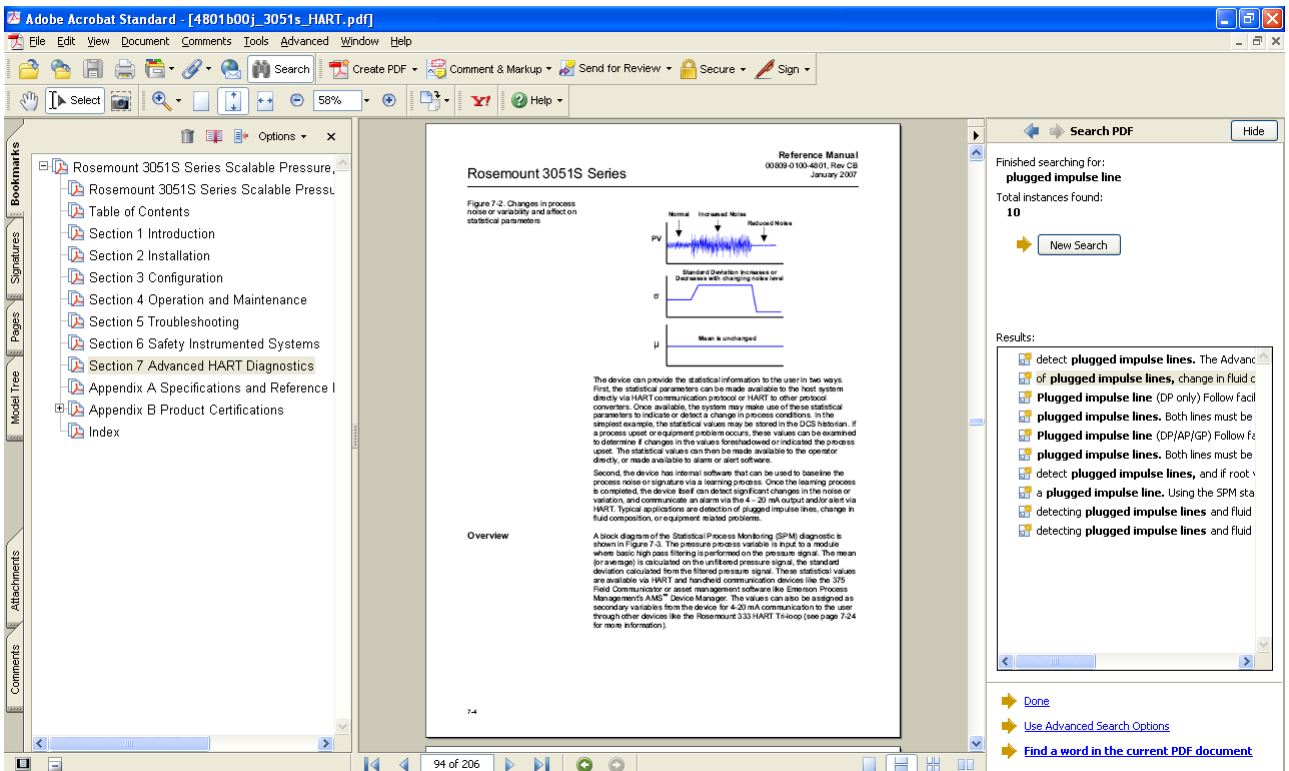 Adobe Acrobat Standard - [4801b00j_3051s_HART.pdf]
File Edit View Document Comments Tools Advanced Window Help
Search Create PDF Comment & Markup Send for Review Secure Sign
Select 58% Y! Help
Options
Bookmarks
Signatures
Pages
Model Tree
Attachments
Comments
Rosemount 3051S Series Scalable Pressure,
Rosemount 3051S Series Scalable Pressu
Table of Contents
Section 1 Introduction
Section 2 Installation
Section 3 Configuration
Section 4 Operation and Maintenance
Section 5 Troubleshooting
Section 6 Safety Instrumented Systems
Section 7 Advanced HART Diagnostics
Appendix A Specifications and Reference
Appendix B Product Certifications
Index
Reference Manual
00809-0100-4801, Rev CB
January 2007
Rosemount 3051S Series
Figure 7-2. Changes in process
noise or variability and affect on
statistical parameters
Normal Increased Noise
Reduced Noise
PV
Standard Deviation Increases or
Decreases with changing noise level
σ
Mean is unchanged
μ
The device can provide the statistical information to the user in two ways.
First, the statistical parameters can be made available to the host system
directly via HART communication protocol or HART to other protocol
converters. Once available, the system may make use of these statistical
parameters to indicate or detect a change in process conditions. In the
simplest example, the statistical values may be stored in the DCS historian. If
a process upset or equipment problem occurs, these values can be examined
to determine if changes in the values foreshadowed or indicated the process
upset. The statistical values can then be made available to the operator
directly, or made available to alarm or alert software.
Second, the device has internal software that can be used to baseline the
process noise or signature via a learning process. Once the learning process
is completed, the device itself can detect significant changes in the noise or
variation, and communicate an alarm via the 4 – 20 mA output and/or alert via
HART. Typical applications are detection of plugged impulse lines, change in
fluid composition, or equipment related problems.
Overview
A block diagram of the Statistical Process Monitoring (SPM) diagnostic is
shown in Figure 7-3. The pressure process variable is input to a module
where basic high pass filtering is performed on the pressure signal. The mean
(or average) is calculated on the unfiltered pressure signal, the standard
deviation calculated from the filtered pressure signal. These statistical values
are available via HART and handheld communication devices like the 375
Field Communicator or asset management software like Emerson Process
Management's AMS™ Device Manager. The values can also be assigned as
secondary variables from the device for 4-20 mA communication to the user
through other devices like the Rosemount 333 HART Tri-loop (see page 7-24
for more information).
7-4
94 of 206
Search PDF
Hide
Finished searching for:
plugged impulse line
Total instances found:
10
New Search
Results:
detect plugged impulse lines. The Advanc
of plugged impulse lines, change in fluid c
Plugged impulse line (DP only) Follow facil
plugged impulse lines. Both lines must be
Plugged impulse line (DP/AP/GP) Follow fa
plugged impulse lines. Both lines must be
detect plugged impulse lines, and if root
a plugged impulse line. Using the SPM sta
detecting plugged impulse lines and fluid
detecting plugged impulse lines and fluid
Done
Use Advanced Search Options
Find a word in the current PDF document